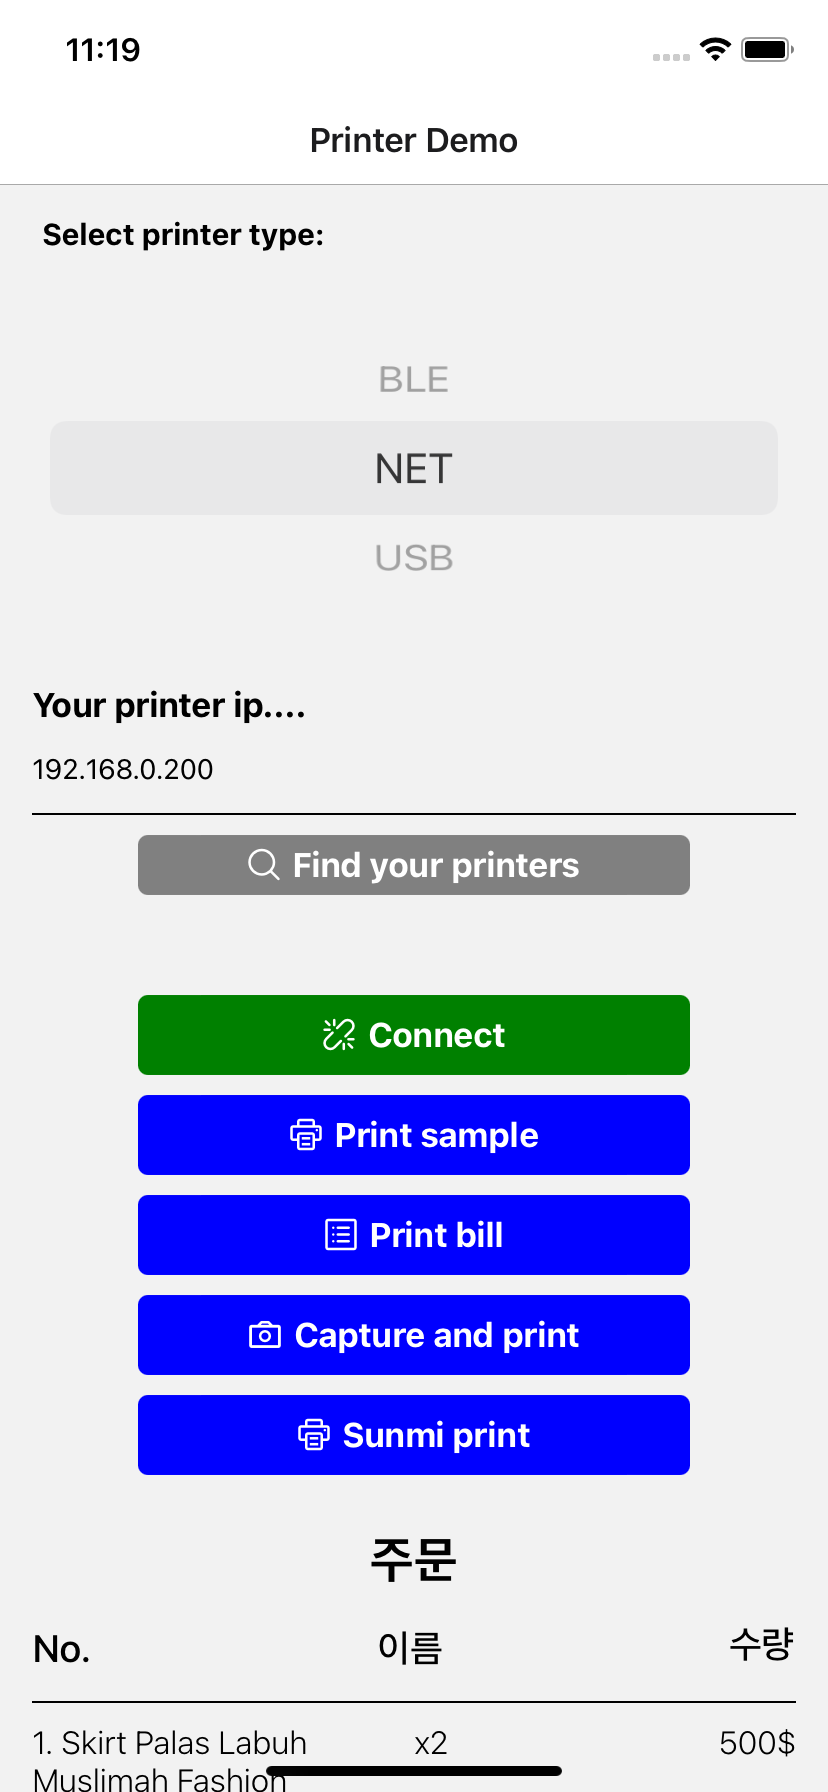 11:19
Printer Demo
Select printer type:
BLE
NET
USB
Your printer ip....
192.168.0.200
Find your printers
Connect
Print sample
Print bill
Capture and print
Sunmi print
주문
No. 이름 수량
1. Skirt Palas Labuh x2 500$
Muslimah Fashion